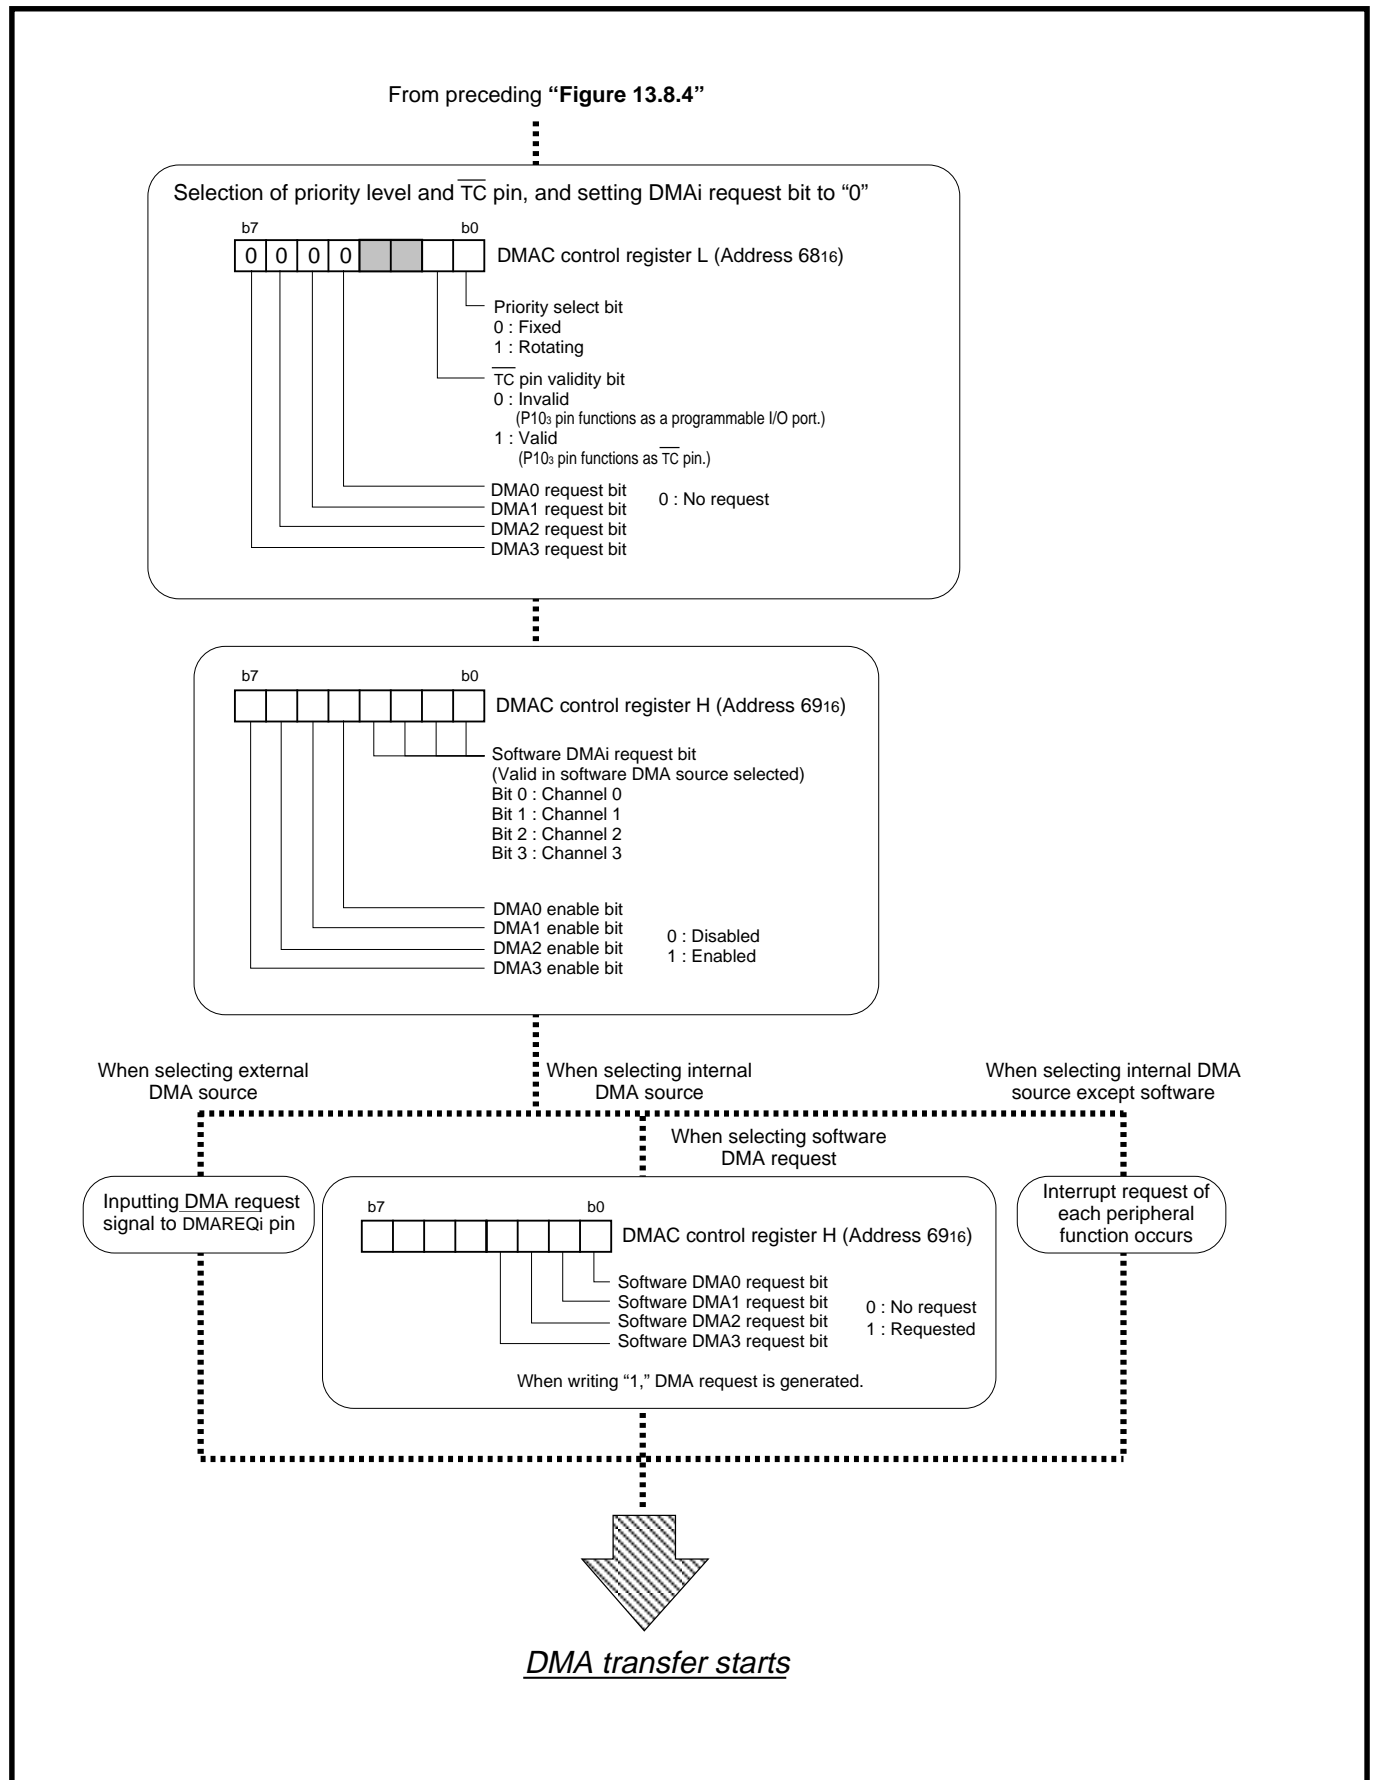 From preceding “Figure 13.8.4”
Selection of priority level and TC pin, and setting DMAi request bit to “0”
b7 b0
0 0 0 0 DMAC control register L (Address 6816)
Priority select bit
0 : Fixed
1 : Rotating
TC pin validity bit
0 : Invalid
(P103 pin functions as a programmable I/O port.)
1 : Valid
(P103 pin functions as TC pin.)
DMA0 request bit
0 : No request
DMA1 request bit
DMA2 request bit
DMA3 request bit
b7 b0
DMAC control register H (Address 6916)
Software DMAi request bit
(Valid in software DMA source selected)
Bit 0 : Channel 0
Bit 1 : Channel 1
Bit 2 : Channel 2
Bit 3 : Channel 3
DMA0 enable bit
DMA1 enable bit
0 : Disabled
DMA2 enable bit
1 : Enabled
DMA3 enable bit
When selecting external
DMA source
When selecting internal
DMA source
When selecting internal DMA
source except software
When selecting software
DMA request
Inputting DMA request
signal to DMAREQi pin
b7 b0
DMAC control register H (Address 6916)
Software DMA0 request bit
Software DMA1 request bit
0 : No request
Software DMA2 request bit
1 : Requested
Software DMA3 request bit
When writing “1,” DMA request is generated.
Interrupt request of
each peripheral
function occurs
DMA transfer starts